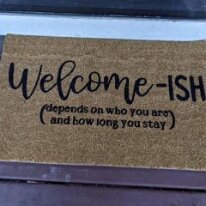 Welcome-ISH
(depends on who you are
and how long you stay)